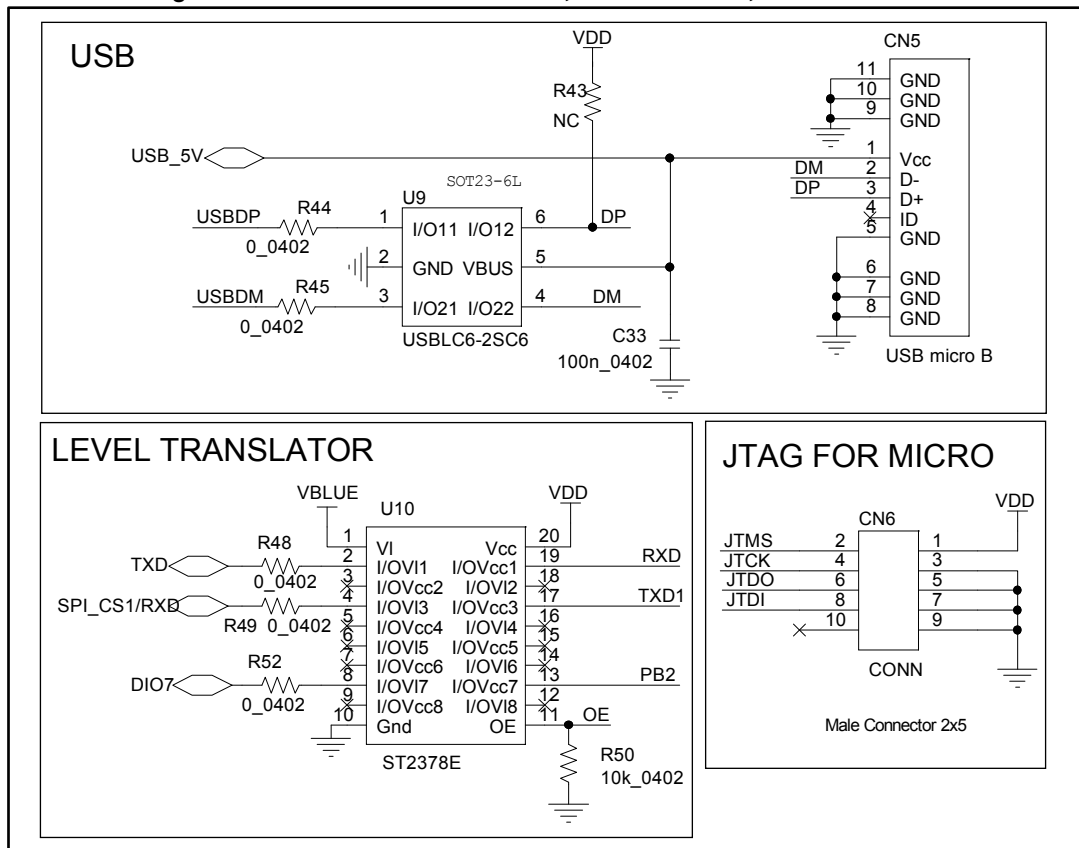 USB
VDD
CN5
R43
NC
11 GND
10 GND
9 GND
USB_5V
1 Vcc
DM 2 D-
DP 3 D+
4 ID
5 GND
6 GND
7 GND
8 GND
USB micro B
SOT23-6L
U9
USBDP R44 1 I/O11 I/O12 6 DP
0_0402
2 GND VBUS 5
USBDM R45 3 I/O21 I/O22 4 DM
0_0402
USBLC6-2SC6
C33
100n_0402
LEVEL TRANSLATOR
VBLUE
U10
VDD
1 VI Vcc 20
TXD R48 2 I/OVI1 I/OVcc1 19 RXD
0_0402
3 I/OVcc2 I/OVI2 18
SPI_CS1/RXD 4 I/OVI3 I/OVcc3 17 TXD1
R49 0_0402
5 I/OVcc4 I/OVI4 16
6 I/OVI5 I/OVcc5 15
7 I/OVcc6 I/OVI6 14
R52
DIO7 8 I/OVI7 I/OVcc7 13 PB2
0_0402
9 I/OVcc8 I/OVI8 12
10 Gnd OE 11 OE
ST2378E
R50
10k_0402
JTAG FOR MICRO
VDD
CN6
JTMS 2 1
JTCK 4 3
JTDO 6 5
JTDI 8 7
10 9
CONN
Male Connector 2x5